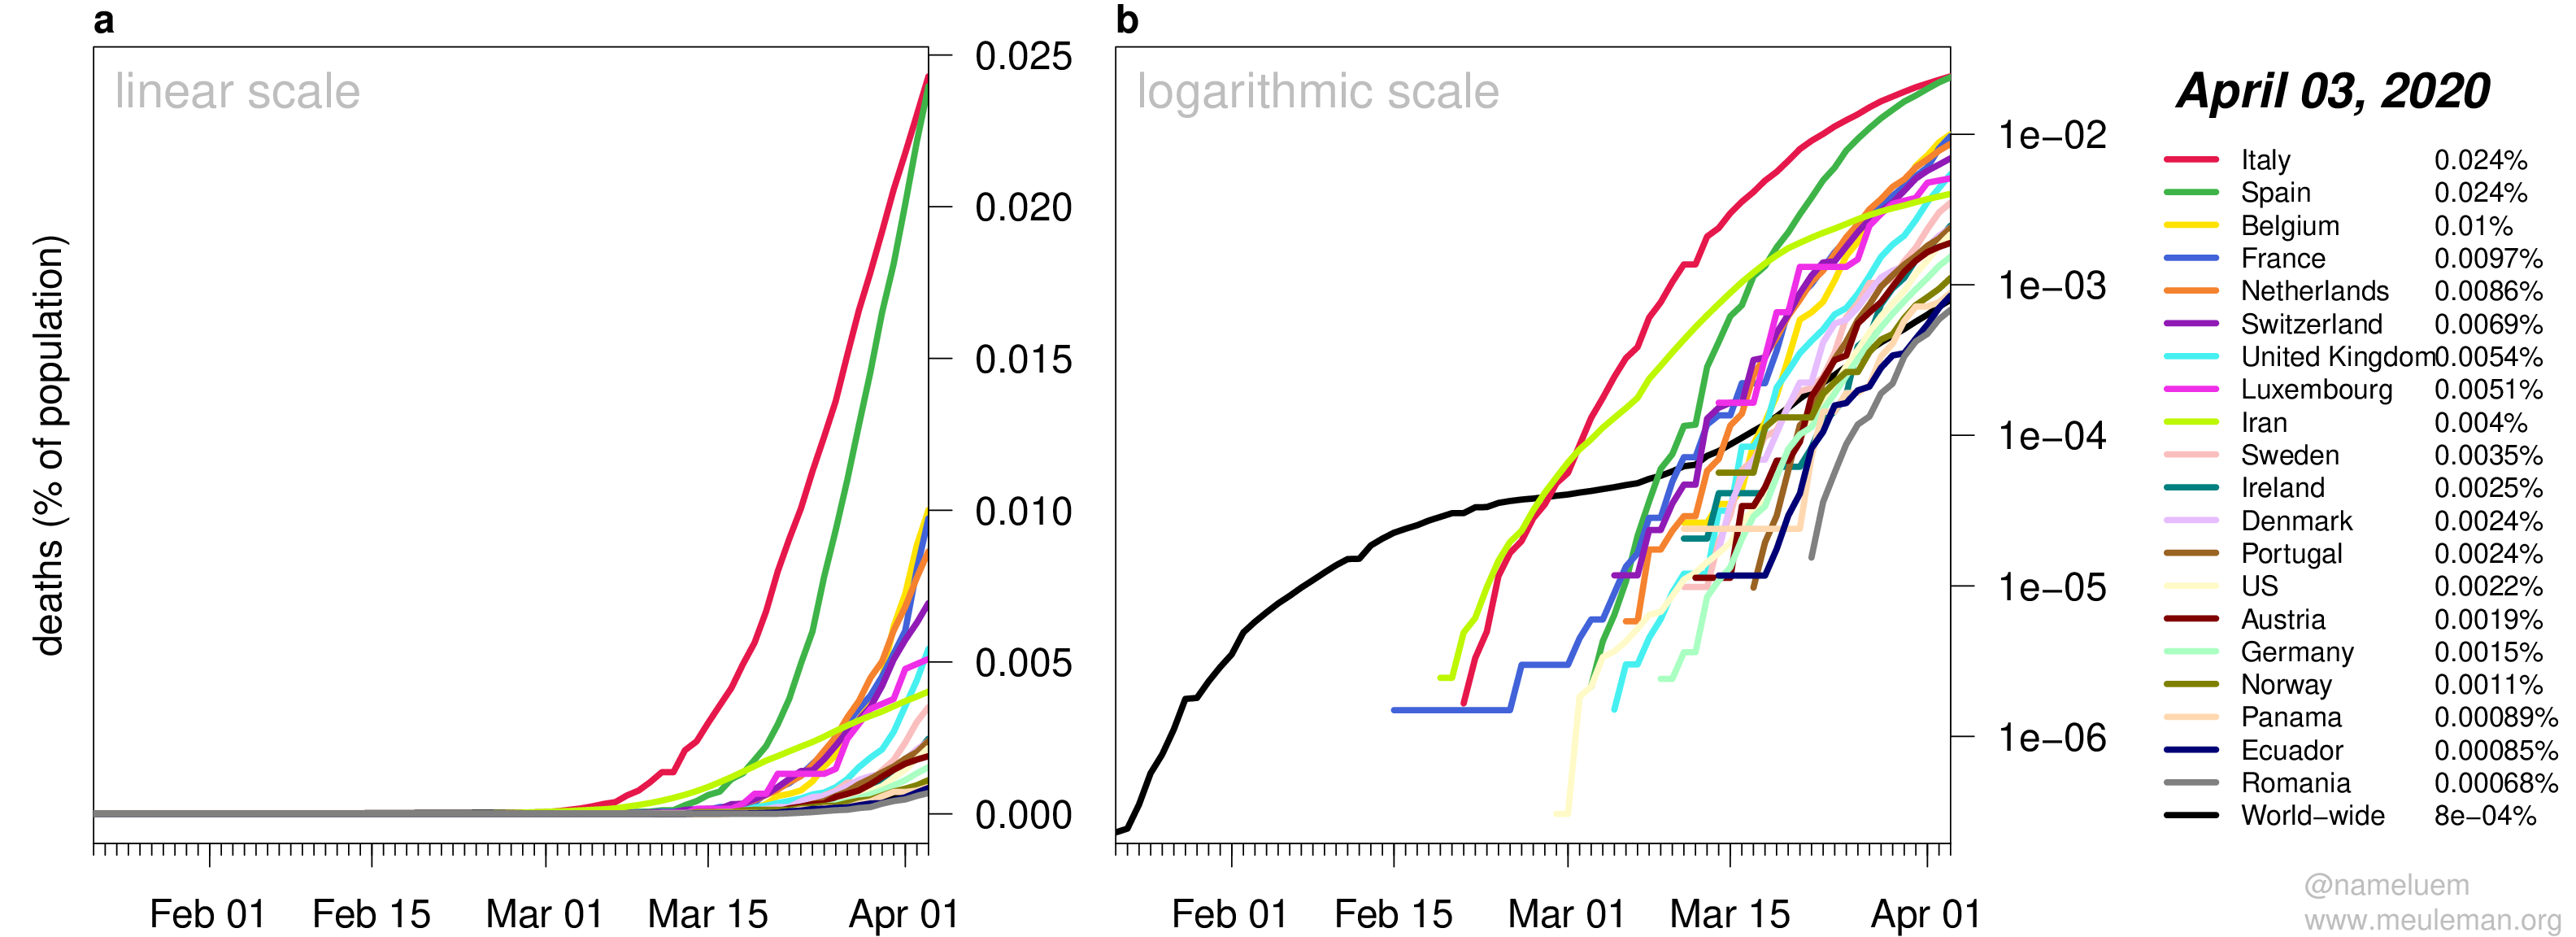 a
linear scale
deaths (% of population)
0.025
0.020
0.015
0.010
0.005
0.000
Feb 01 Feb 15 Mar 01 Mar 15 Apr 01
b
logarithmic scale
1e−02
1e−03
1e−04
1e−05
1e−06
Feb 01 Feb 15 Mar 01 Mar 15 Apr 01
April 03, 2020
Italy 0.024%
Spain 0.024%
Belgium 0.01%
France 0.0097%
Netherlands 0.0086%
Switzerland 0.0069%
United Kingdom 0.0054%
Luxembourg 0.0051%
Iran 0.004%
Sweden 0.0035%
Ireland 0.0025%
Denmark 0.0024%
Portugal 0.0024%
US 0.0022%
Austria 0.0019%
Germany 0.0015%
Norway 0.0011%
Panama 0.00089%
Ecuador 0.00085%
Romania 0.00068%
World−wide 8e−04%
@nameluem
www.meuleman.org